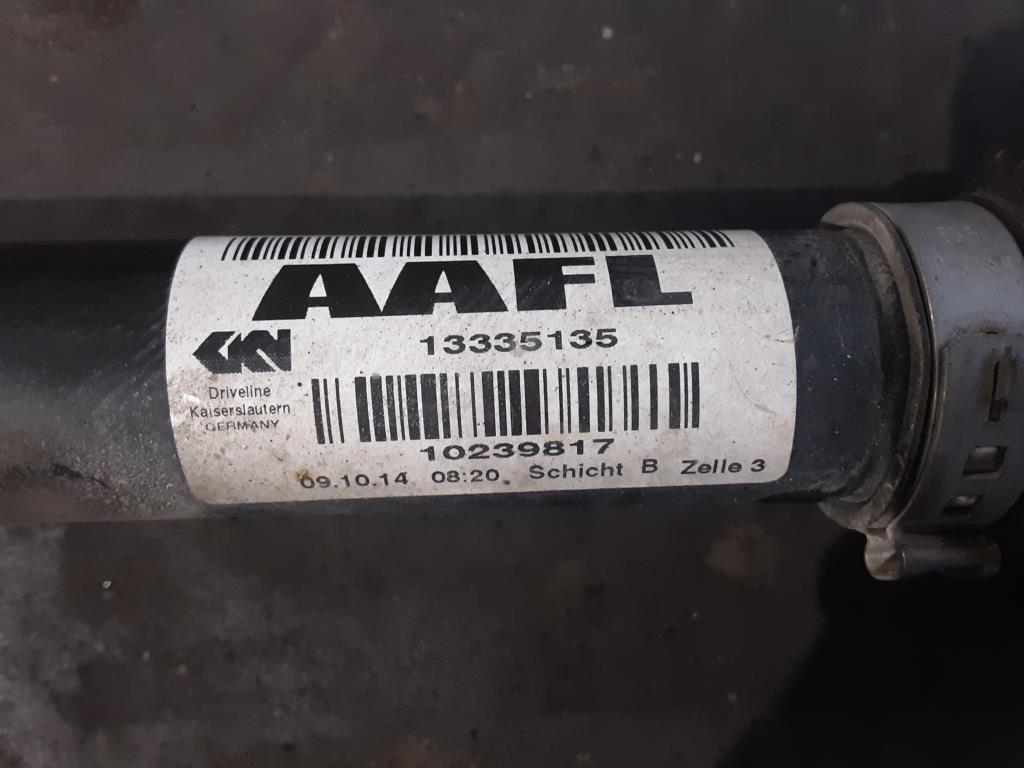 AAFL
13335135
GKN
Driveline
Kaiserslautern
GERMANY
10239817
09.10.14 08:20 Schicht B Zelle 3